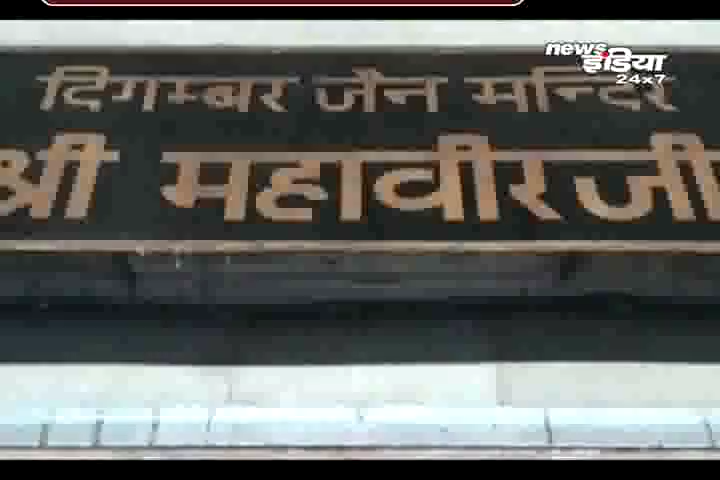 news
इंडिया
24x7
दिगम्बर जैन मन्दिर
श्री महावीरजी